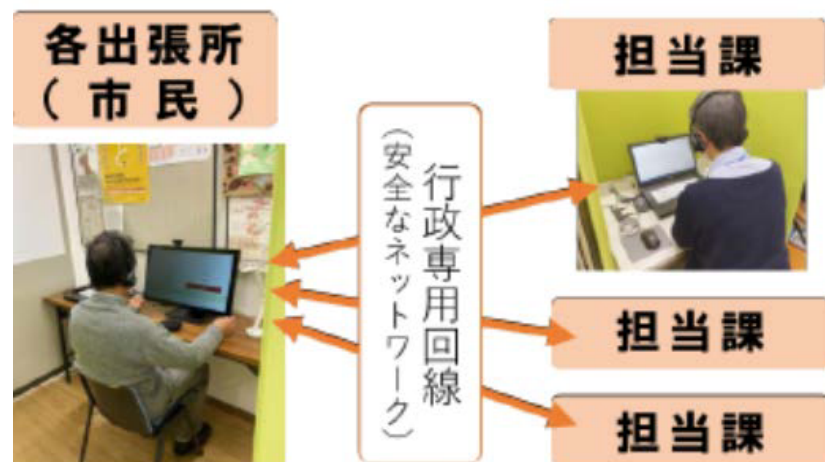 各出張所
（市民）
行政専用回線
（安全なネットワーク）
担当課
担当課
担当課